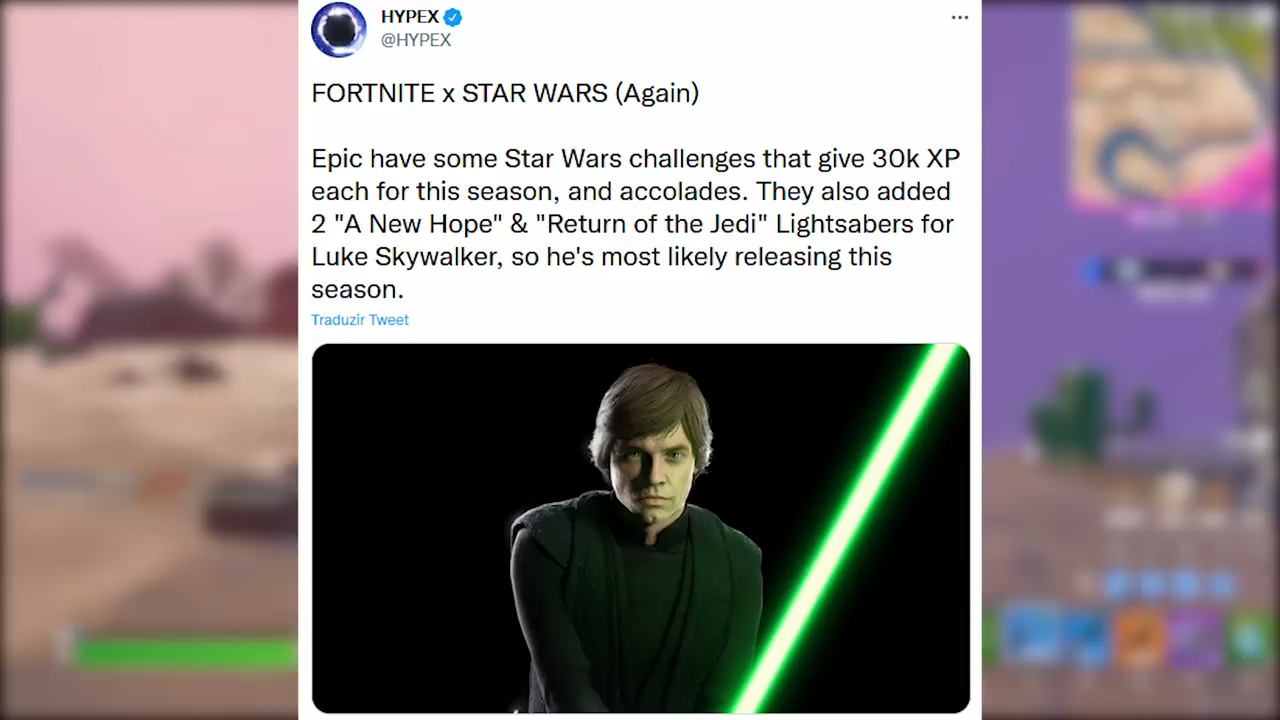 HYPEX
@HYPEX
FORTNITE x STAR WARS (Again)
Epic have some Star Wars challenges that give 30k XP
each for this season, and accolades. They also added
2 "A New Hope" & "Return of the Jedi" Lightsabers for
Luke Skywalker, so he's most likely releasing this
season.
Traduzir Tweet